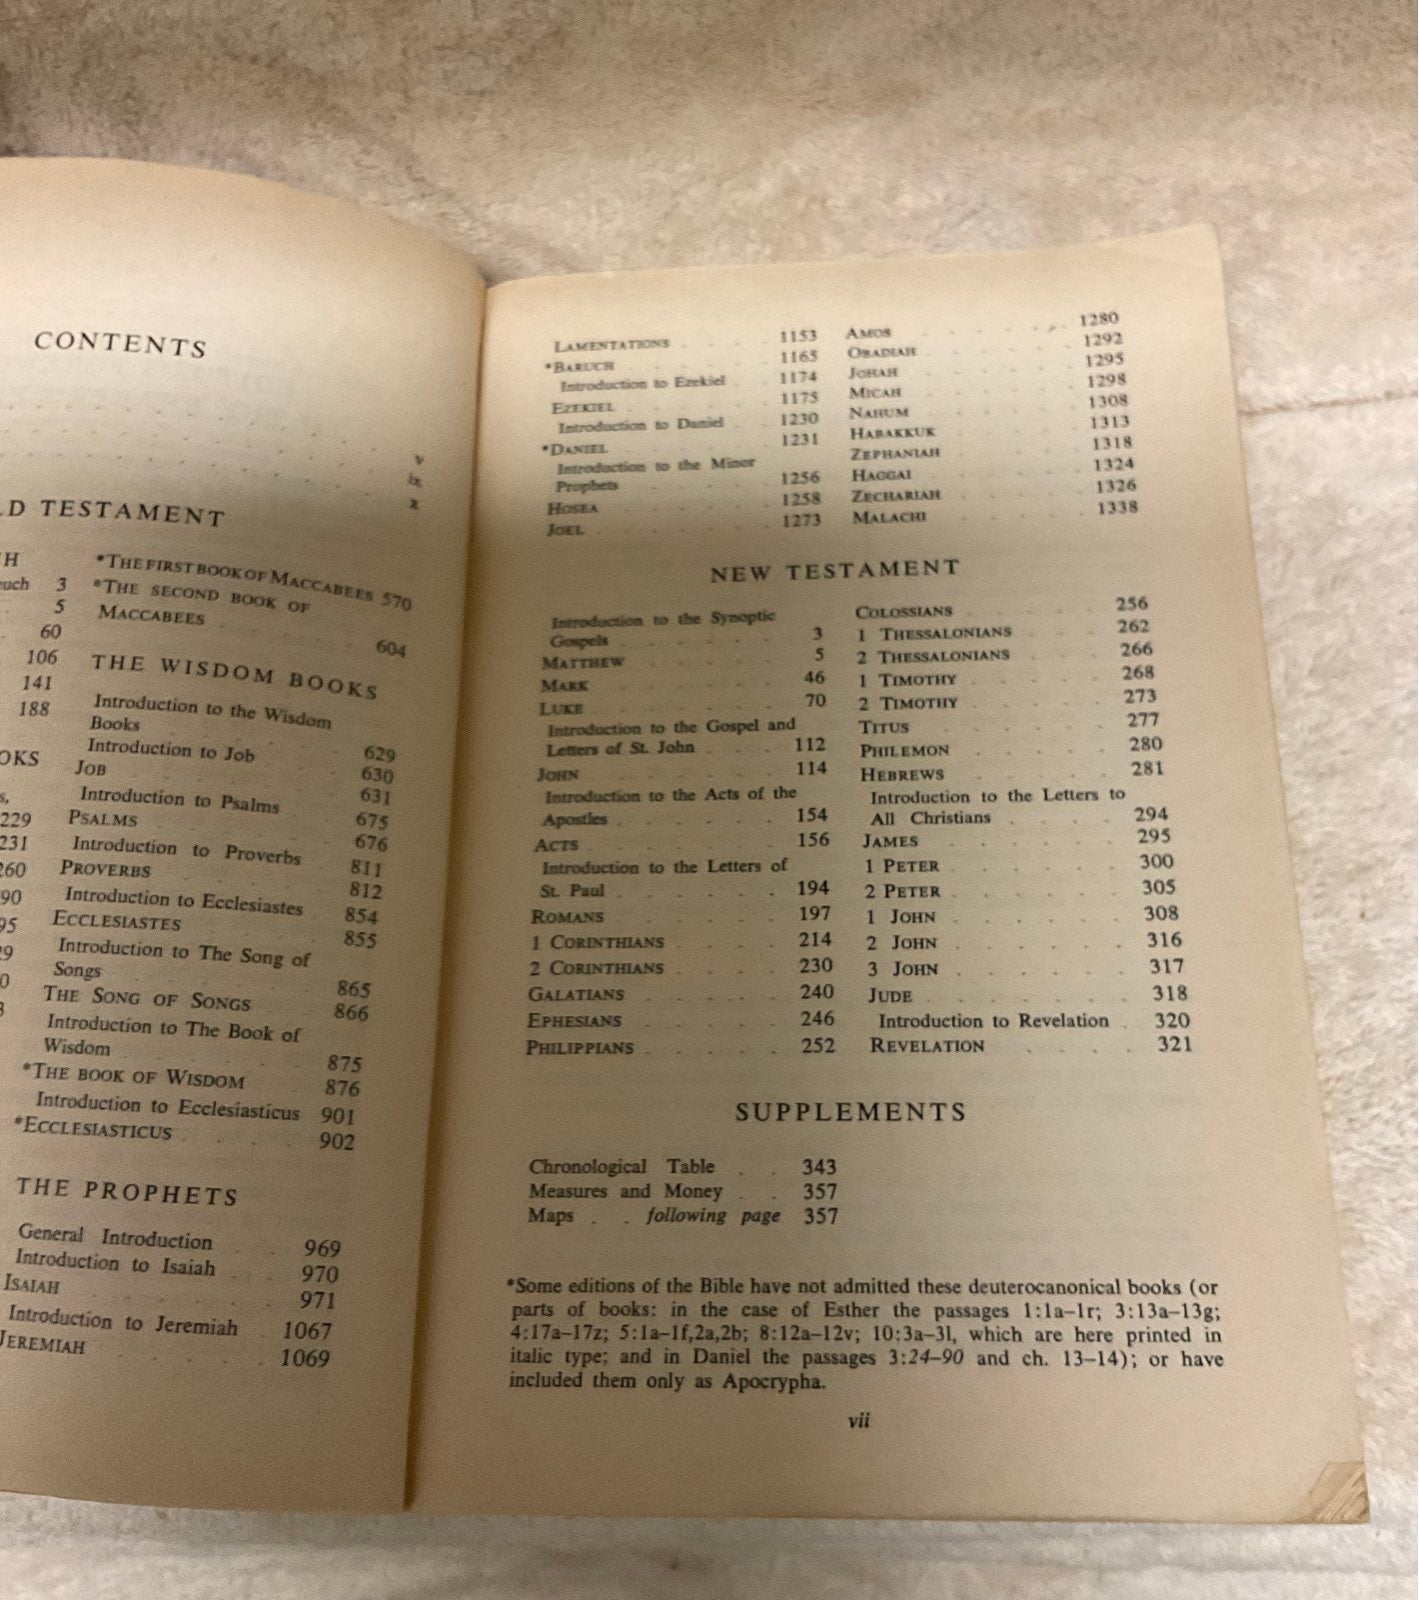 CONTENTS
v
ix
x
LD TESTAMENT
H
euch 3
5
60
106
141
188
OKS
s,
229
231
260
90
95
29
0
8
*THE FIRST BOOK OF MACCABEES 570
*THE SECOND BOOK OF
MACCABEES 604
THE WISDOM BOOKS
Introduction to the Wisdom
Books 629
Introduction to Job 630
JOB 631
Introduction to Psalms 675
PSALMS 676
Introduction to Proverbs 811
PROVERBS 812
Introduction to Ecclesiastes 854
ECCLESIASTES 855
Introduction to The Song of
Songs 865
THE SONG OF SONGS 866
Introduction to The Book of
Wisdom 875
*THE BOOK OF WISDOM 876
Introduction to Ecclesiasticus 901
*ECCLESIASTICUS 902
THE PROPHETS
General Introduction 969
Introduction to Isaiah 970
ISAIAH 971
Introduction to Jeremiah 1067
JEREMIAH 1069
LAMENTATIONS 1153
*BARUCH 1165
Introduction to Ezekiel 1174
EZEKIEL 1175
Introduction to Daniel 1230
*DANIEL 1231
Introduction to the Minor
Prophets 1256
HOSEA 1258
JOEL 1273
AMOS 1280
OBADIAH 1292
JONAH 1295
MICAH 1298
NAHUM 1308
HABAKKUK 1313
ZEPHANIAH 1318
HAGGAI 1324
ZECHARIAH 1326
MALACHI 1338
NEW TESTAMENT
Introduction to the Synoptic
Gospels 3
MATTHEW 5
MARK 46
LUKE 70
Introduction to the Gospel and
Letters of St. John 112
JOHN 114
Introduction to the Acts of the
Apostles 154
ACTS 156
Introduction to the Letters of
St. Paul 194
ROMANS 197
1 CORINTHIANS 214
2 CORINTHIANS 230
GALATIANS 240
EPHESIANS 246
PHILIPPIANS 252
COLOSSIANS 256
1 THESSALONIANS 262
2 THESSALONIANS 266
1 TIMOTHY 268
2 TIMOTHY 273
TITUS 277
PHILEMON 280
HEBREWS 281
Introduction to the Letters to
All Christians 294
JAMES 295
1 PETER 300
2 PETER 305
1 JOHN 308
2 JOHN 316
3 JOHN 317
JUDE 318
Introduction to Revelation 320
REVELATION 321
SUPPLEMENTS
Chronological Table 343
Measures and Money 357
Maps following page 357
*Some editions of the Bible have not admitted these deuterocanonical books (or
parts of books: in the case of Esther the passages 1:1a–1r; 3:13a–13g;
4:17a–17z; 5:1a–1f,2a,2b; 8:12a–12v; 10:3a–3l, which are here printed in
italic type; and in Daniel the passages 3:24–90 and ch. 13–14); or have
included them only as Apocrypha.
vii